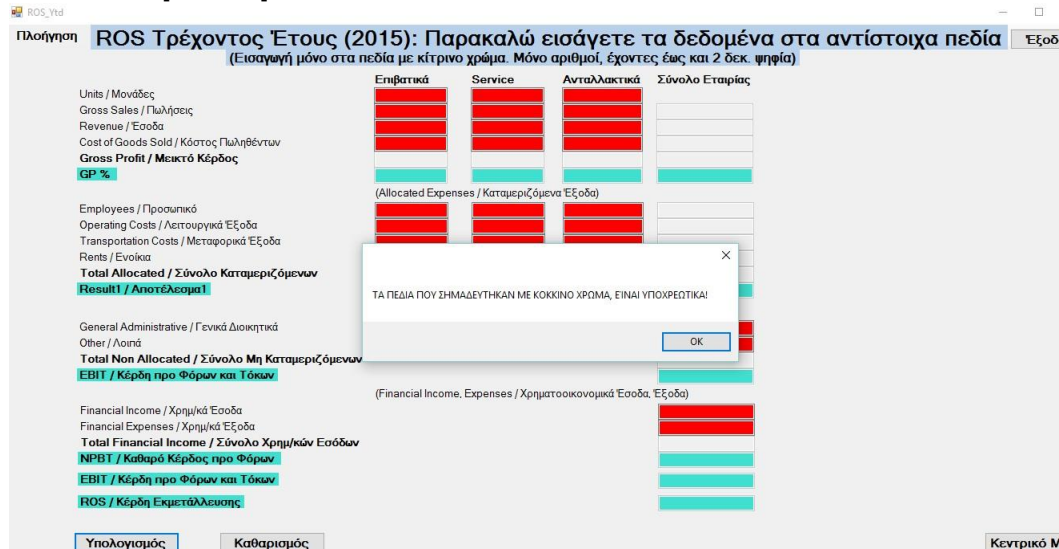 ROS_Ytd
Πλοήγηση ROS Τρέχοντος Έτους (2015): Παρακαλώ εισάγετε τα δεδομένα στα αντίστοιχα πεδία Έξοδ
(Εισαγωγή μόνο στα πεδία με κίτρινο χρώμα. Μόνο αριθμοί, έχοντες έως και 2 δεκ. ψηφία)
Επιβατικά Service Ανταλλακτικά Σύνολο Εταιρίας
Units / Μονάδες
Gross Sales / Πωλήσεις
Revenue / Έσοδα
Cost of Goods Sold / Κόστος Πωληθέντων
Gross Profit / Μεικτό Κέρδος
GP %
(Allocated Expenses / Καταμεριζόμενα Έξοδα)
Employees / Προσωπικό
Operating Costs / Λειτουργικά Έξοδα
Transportation Costs / Μεταφορικά Έξοδα
Rents / Ενοίκια
Total Allocated / Σύνολο Καταμεριζόμενων
Result1 / Αποτέλεσμα1
ΤΑ ΠΕΔΙΑ ΠΟΥ ΣΗΜΑΔΕΥΤΗΚΑΝ ΜΕ ΚΟΚΚΙΝΟ ΧΡΩΜΑ, ΕΊΝΑΙ ΥΠΟΧΡΕΩΤΙΚΑ!
OK
General Administrative / Γενικά Διοικητικά
Other / Λοιπά
Total Non Allocated / Σύνολο Μη Καταμεριζόμενων
EBIT / Κέρδη προ Φόρων και Τόκων
(Financial Income, Expenses / Χρηματοοικονομικά Έσοδα, Έξοδα)
Financial Income / Χρημ/κά Έσοδα
Financial Expenses / Χρημ/κά Έξοδα
Total Financial Income / Σύνολο Χρημ/κών Εσόδων
NPBT / Καθαρό Κέρδος προ Φόρων
EBIT / Κέρδη προ Φόρων και Τόκων
ROS / Κέρδη Εκμετάλλευσης
Υπολογισμός Καθαρισμός Κεντρικό Μ